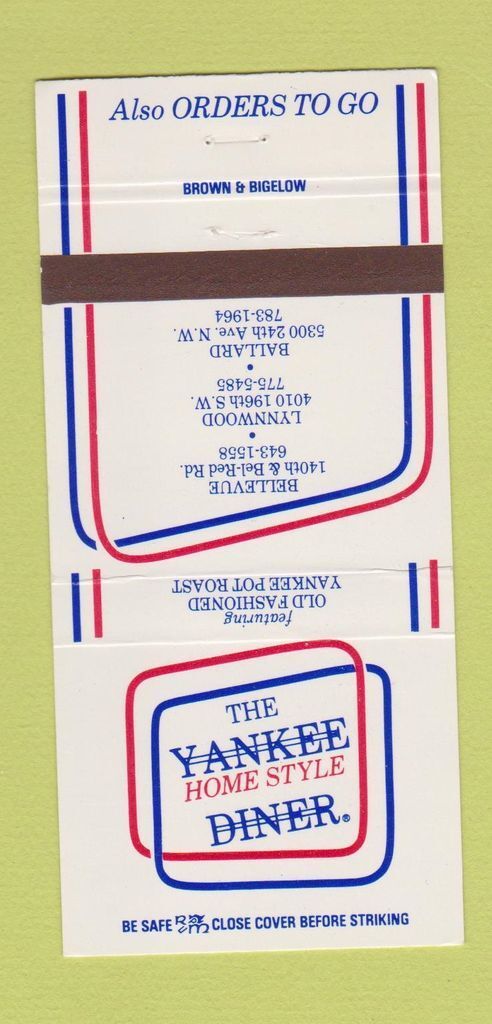 Also ORDERS TO GO
BROWN & BIGELOW
BELLEVUE
140th & Bel-Red Rd.
643-1558
•
LYNNWOOD
4010 196th S.W.
775-5485
•
BALLARD
5300 24th Ave. N.W.
783-1964
featuring
OLD FASHIONED
YANKEE POT ROAST
THE
YANKEE
HOME STYLE
DINER®
BE SAFE CLOSE COVER BEFORE STRIKING